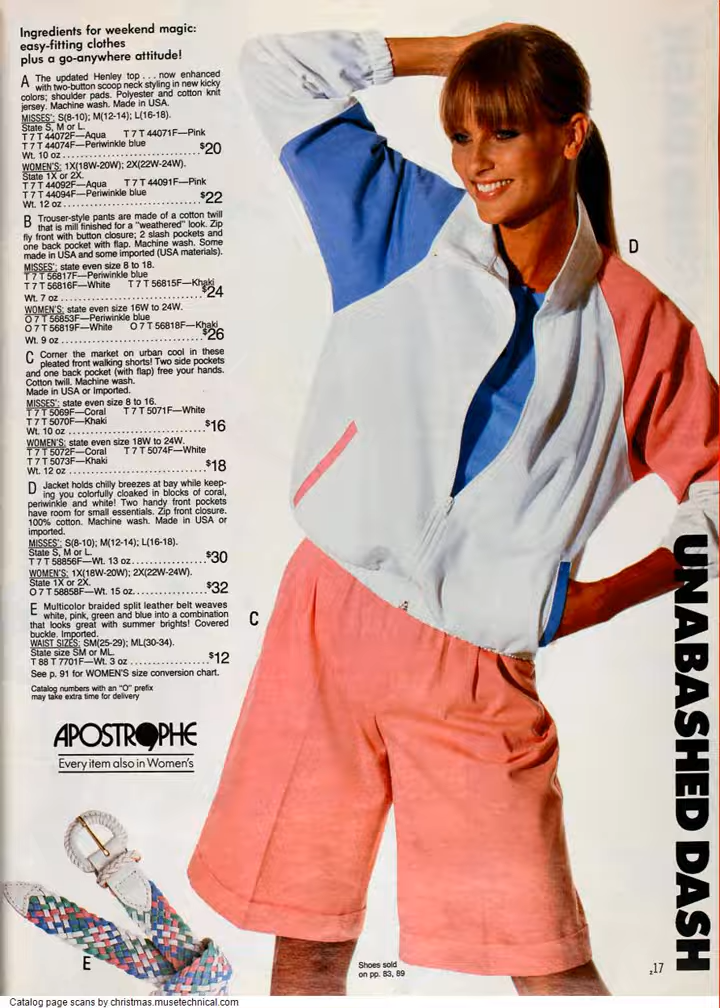 Ingredients for weekend magic:
easy-fitting clothes
plus a go-anywhere attitude!
A The updated Henley top . . . now enhanced
with two-button scoop neck styling in new kicky
colors; shoulder pads. Polyester and cotton knit
jersey. Machine wash. Made in USA.
MISSES': S(8-10); M(12-14); L(16-18).
State S, M or L.
T 7 T 44072F—Aqua T 7 T 44071F—Pink
T 7 T 44074F—Periwinkle blue
Wt. 10 oz. $20
WOMEN'S: 1X(18W-20W); 2X(22W-24W).
State 1X or 2X.
T 7 T 44092F—Aqua T 7 T 44091F—Pink
T 7 T 44094F—Periwinkle blue
Wt. 12 oz. $22
B Trouser-style pants are made of a cotton twill
that is mill finished for a "weathered" look. Zip
fly front with button closure; 2 slash pockets and
one back pocket with flap. Machine wash. Some
made in USA and some imported (USA materials).
MISSES': state even size 8 to 18.
T 7 T 56817F—Periwinkle blue
T 7 T 56816F—White T 7 T 56815F—Khaki
Wt. 7 oz. $24
WOMEN'S: state even size 16W to 24W.
O 7 T 56853F—Periwinkle blue
O 7 T 56819F—White O 7 T 56818F—Khaki
Wt. 9 oz. $26
C Corner the market on urban cool in these
pleated front walking shorts! Two side pockets
and one back pocket (with flap) free your hands.
Cotton twill. Machine wash.
Made in USA or Imported.
MISSES': state even size 8 to 16.
T 7 T 5069F—Coral T 7 T 5071F—White
T 7 T 5070F—Khaki
Wt. 10 oz. $16
WOMEN'S: state even size 18W to 24W.
T 7 T 5072F—Coral T 7 T 5074F—White
T 7 T 5073F—Khaki
Wt. 12 oz. $18
D Jacket holds chilly breezes at bay while keep-
ing you colorfully cloaked in blocks of coral,
periwinkle and white! Two handy front pockets
have room for small essentials. Zip front closure.
100% cotton. Machine wash. Made in USA or
imported.
MISSES': S(8-10); M(12-14); L(16-18).
State S, M or L.
T 7 T 58856F—Wt. 13 oz. $30
WOMEN'S: 1X(18W-20W); 2X(22W-24W).
State 1X or 2X.
O 7 T 58858F—Wt. 15 oz. $32
E Multicolor braided split leather belt weaves
white, pink, green and blue into a combination
that looks great with summer brights! Covered
buckle. Imported.
WAIST SIZES: SM(25-29); ML(30-34).
State size SM or ML.
T 88 T 7701F—Wt. 3 oz. $12
See p. 91 for WOMEN'S size conversion chart.
Catalog numbers with an "O" prefix
may take extra time for delivery
APOSTROPHE
Every item also in Women's
D
C
E
UNABASHED DASH
Shoes sold
on pp. 83, 89
z17
Catalog page scans by christmas.musetechnical.com